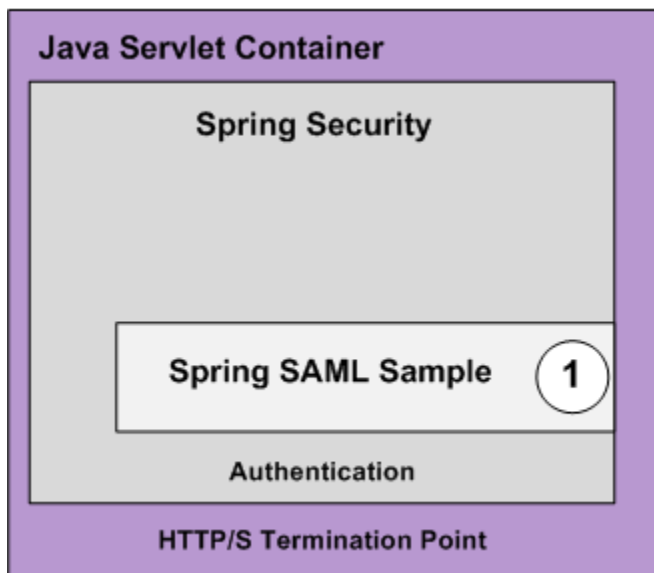 Java Servlet Container
Spring Security
Spring SAML Sample
1
Authentication
HTTP/S Termination Point